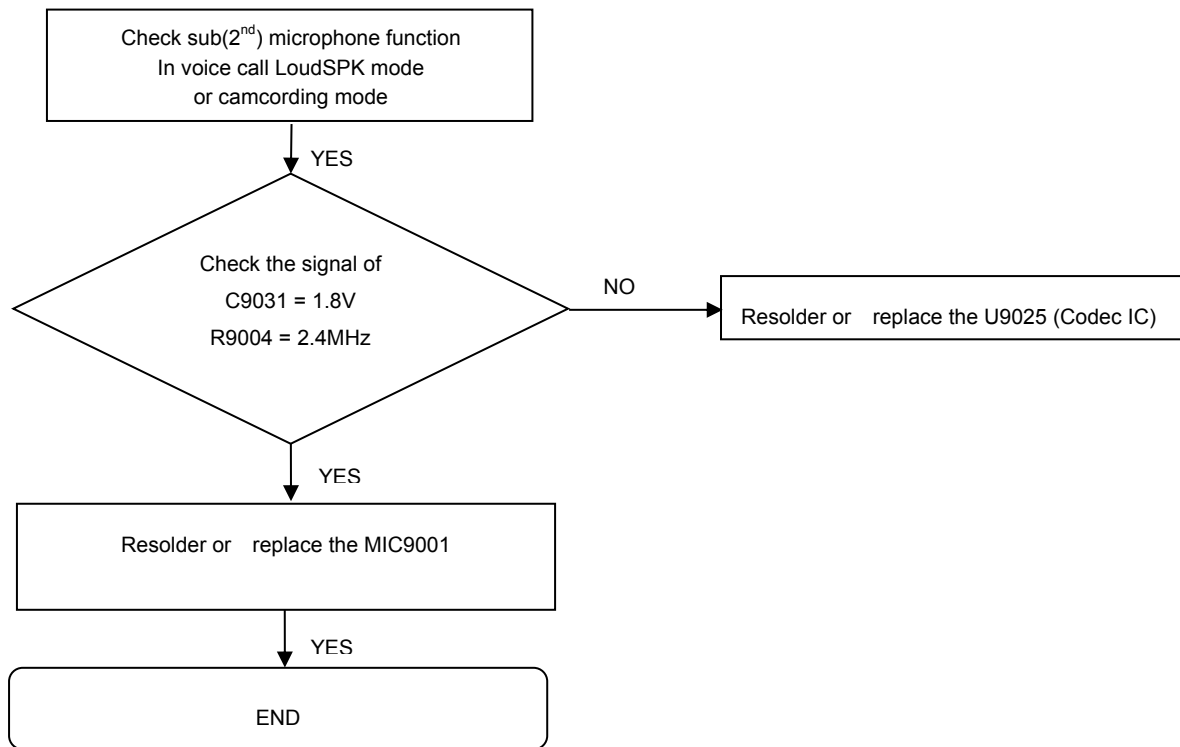 Check sub(2nd) microphone function
In voice call LoudSPK mode
or camcording mode
YES
Check the signal of
C9031 = 1.8V
R9004 = 2.4MHz
NO
Resolder or replace the U9025 (Codec IC)
YES
Resolder or replace the MIC9001
YES
END